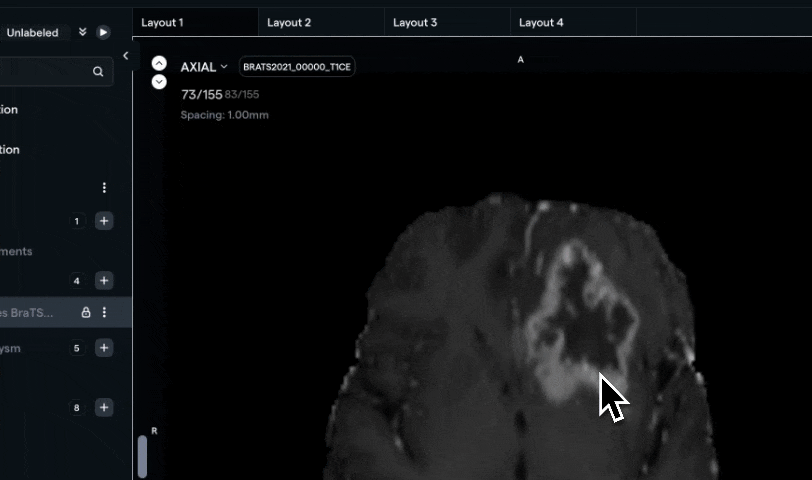 Layout 1
Layout 2
Layout 3
Layout 4
Unlabeled
AXIAL
BRATS2021_00000_T1CE
A
73/155 83/155
Spacing: 1.00mm
ion
tion
1
ments
4
es BraTS...
ysm
5
8
R